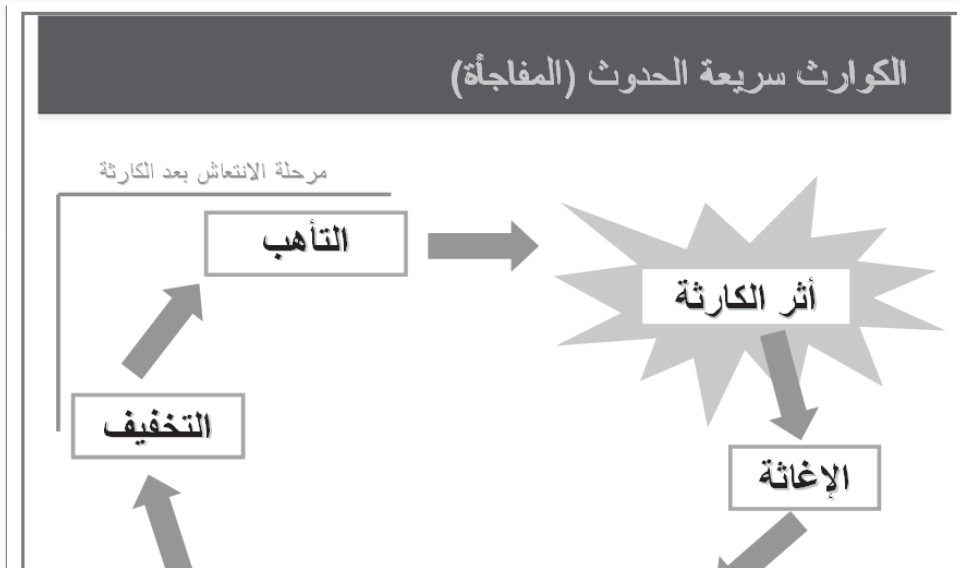 الكوارث سريعة الحدوث (المفاجأة)
مرحلة الانتعاش بعد الكارثة
التأهب
أثر الكارثة
التخفيف
الإغاثة